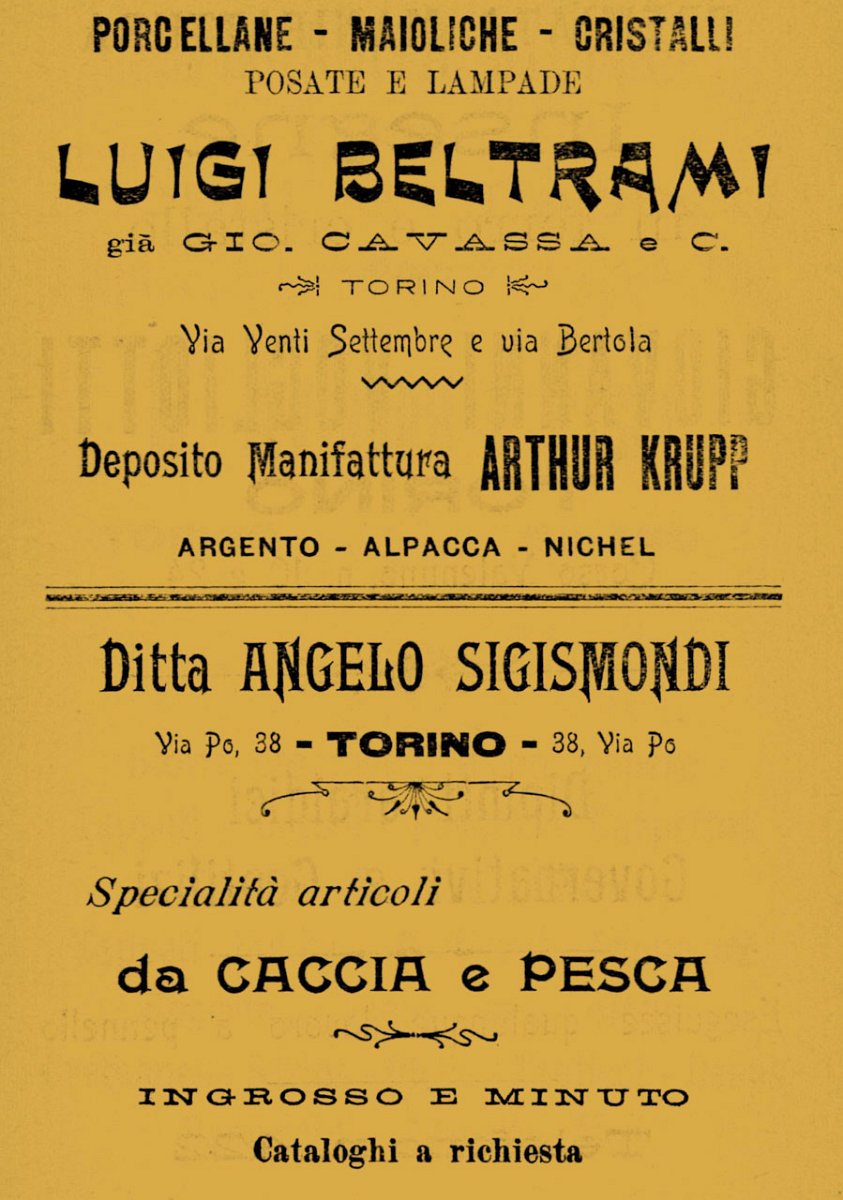 PORCELLANE - MAIOLICHE - CRISTALLI
POSATE E LAMPADE
LUIGI BELTRAMI
già GIO. CAVASSA e C.
TORINO
Via Venti Settembre e via Bertola
Deposito Manifattura ARTHUR KRUPP
ARGENTO - ALPACCA - NICHEL
Ditta ANGELO SIGISMONDI
Via Po, 38 - TORINO - 38, Via Po
Specialità articoli
da CACCIA e PESCA
INGROSSO E MINUTO
Cataloghi a richiesta